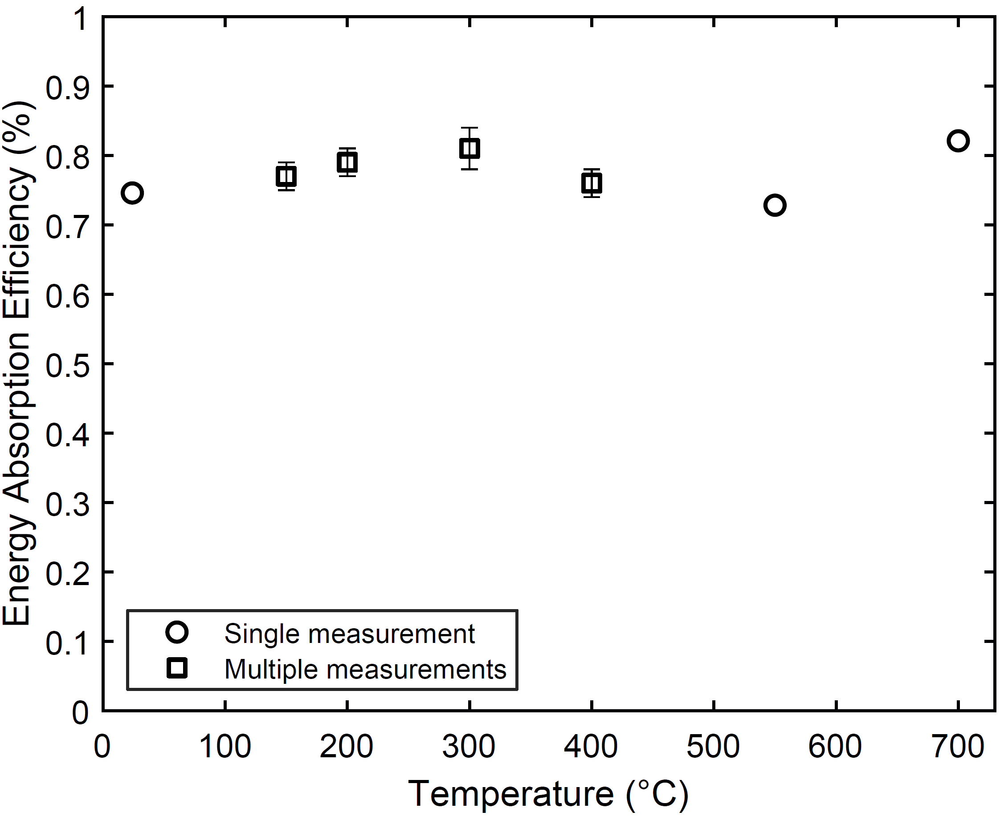 Energy Absorption Efficiency (%)
1
0.9
0.8
0.7
0.6
0.5
0.4
0.3
0.2
0.1
0
Single measurement
Multiple measurements
0 100 200 300 400 500 600 700
Temperature (°C)